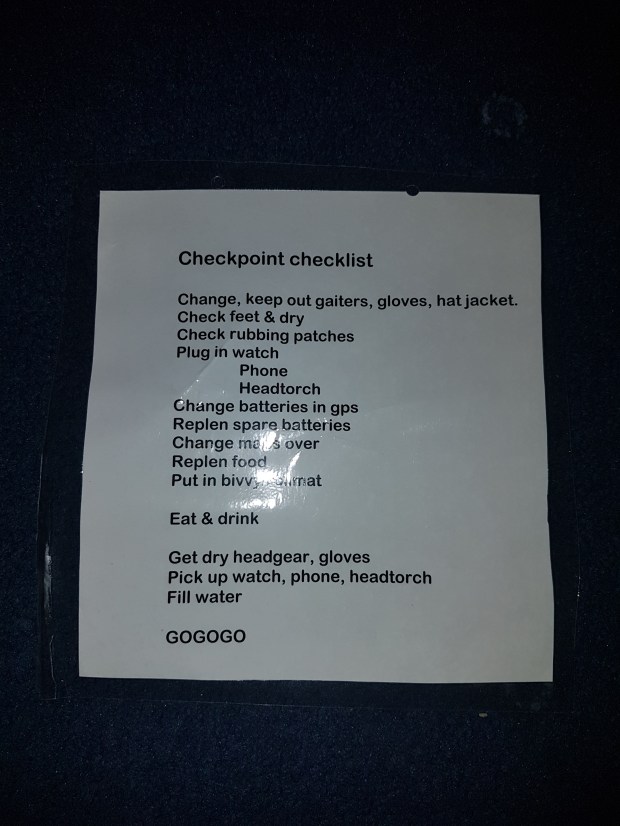 Checkpoint checklist
Change, keep out gaiters, gloves, hat jacket.
Check feet & dry
Check rubbing patches
Plug in watch
Phone
Headtorch
Change batteries in gps
Replen spare batteries
Change maps over
Replen food
Put in bivvy,
Eat & drink
Get dry headgear, gloves
Pick up watch, phone, headtorch
Fill water
GOGOGO